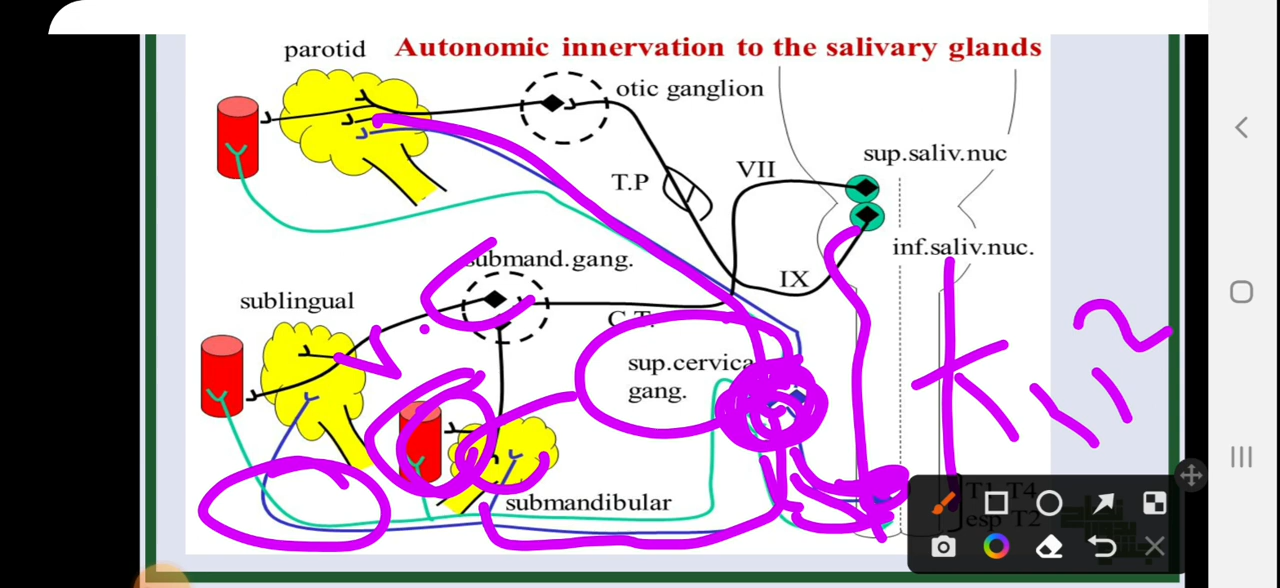 parotid
Autonomic innervation to the salivary glands
otic ganglion
sup.saliv.nuc
VII
T.P
inf.saliv.nuc.
submand.gang.
IX
sublingual
C.T.
sup.cervica
gang.
T1 T4
esp T2
submandibular